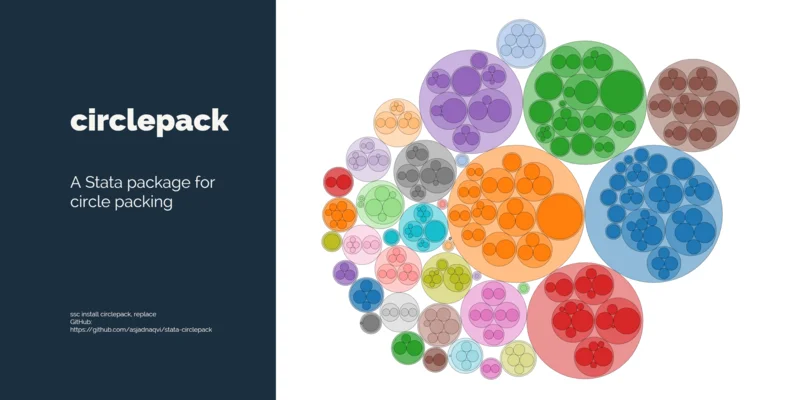 circlepack
A Stata package for
circle packing
ssc install circlepack, replace
GitHub:
https://github.com/asjadnaqvi/stata-circlepack